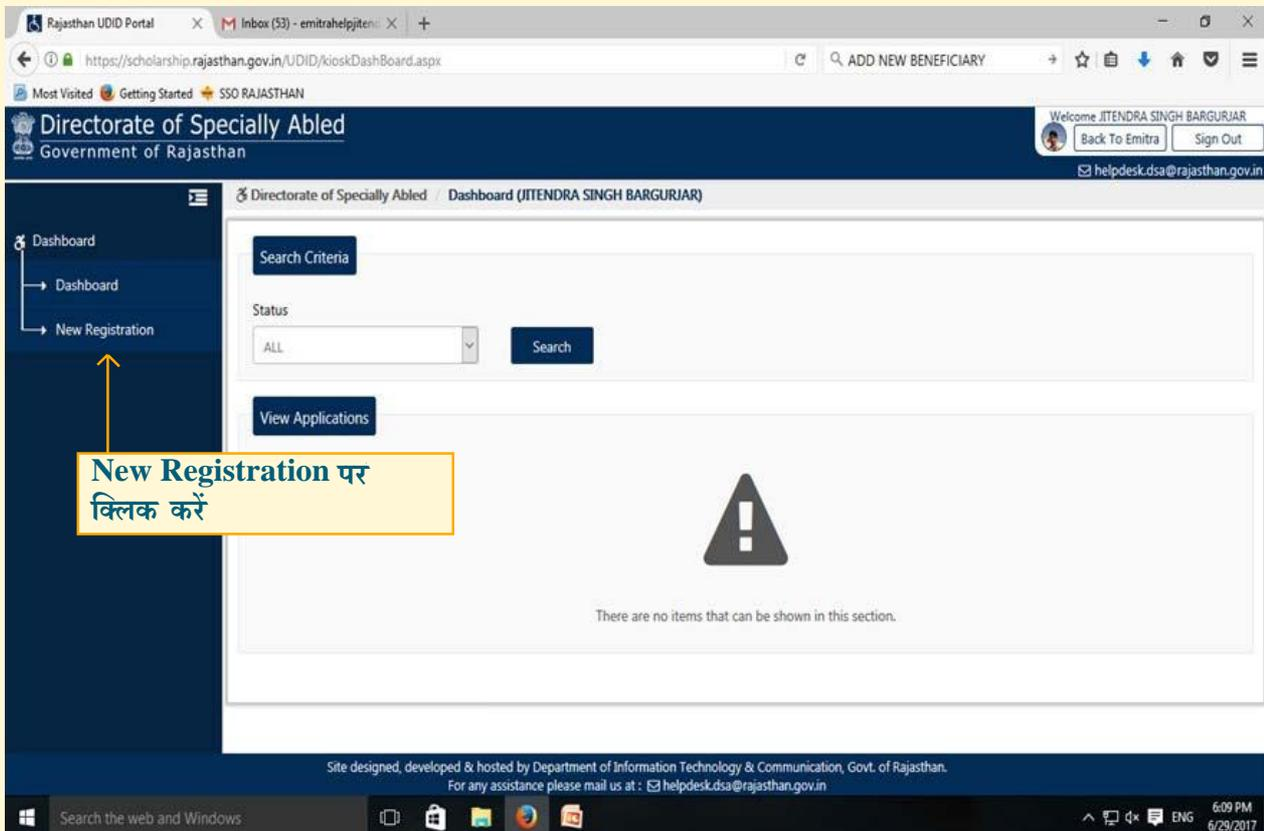 Rajasthan UDID Portal
Inbox (53) - emitrahelpjiten
https://scholarship.rajasthan.gov.in/UDID/kioskDashBoard.aspx
ADD NEW BENEFICIARY
Most Visited Getting Started SSO RAJASTHAN
Directorate of Specially Abled
Government of Rajasthan
Welcome JITENDRA SINGH BARGURJAR
Back To Emitra Sign Out
helpdesk.dsa@rajasthan.gov.in
Directorate of Specially Abled / Dashboard (JITENDRA SINGH BARGURJAR)
Dashboard
Dashboard
New Registration
Search Criteria
Status
ALL
Search
View Applications
New Registration पर
क्लिक करें
There are no items that can be shown in this section.
Site designed, developed & hosted by Department of Information Technology & Communication, Govt. of Rajasthan.
For any assistance please mail us at : helpdesk.dsa@rajasthan.gov.in
Search the web and Windows
ENG
6:09 PM
6/29/2017